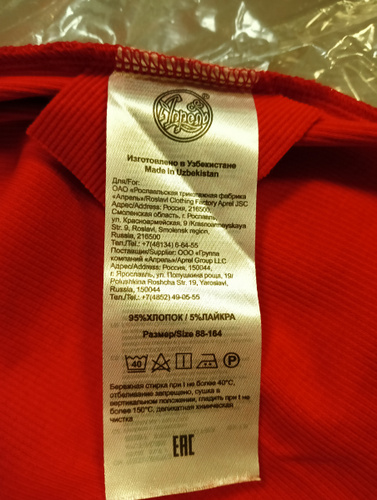 Апрель
Изготовлено в Узбекистане
Made in Uzbekistan
Для/For:
ОАО «Рославльская трикотажная фабрика
«Апрель»/Roslavl Clothing Factory Aprel JSC
Адрес/Address: Россия, 216500
Смоленская область, г. Рославль,
ул. Красноармейская, 9 /Krasnoarmeyskaya
Str. 9, Roslavl, Smolensk region,
Russia, 216500
Тел./Tel.: +7(48134) 6-64-55
Поставщик/Supplier: ООО «Группа
компаний «Апрель»/Aprel Group LLC
Адрес/Address: Россия, 150044,
г. Ярославль, ул. Полушкина роща, 19/
Polushkina Roshcha Str. 19, Yaroslavl,
Russia, 150044
Тел./Tel.: +7(4852) 49-05-55
95%ХЛОПОК / 5%ЛАЙКРА
Размер/Size 88-164
40 P
Бережная стирка при t не более 40°С,
отбеливание запрещено, сушка в
вертикальном положении, гладить при t не
более 150°С, деликатная химическая
чистка
EAC